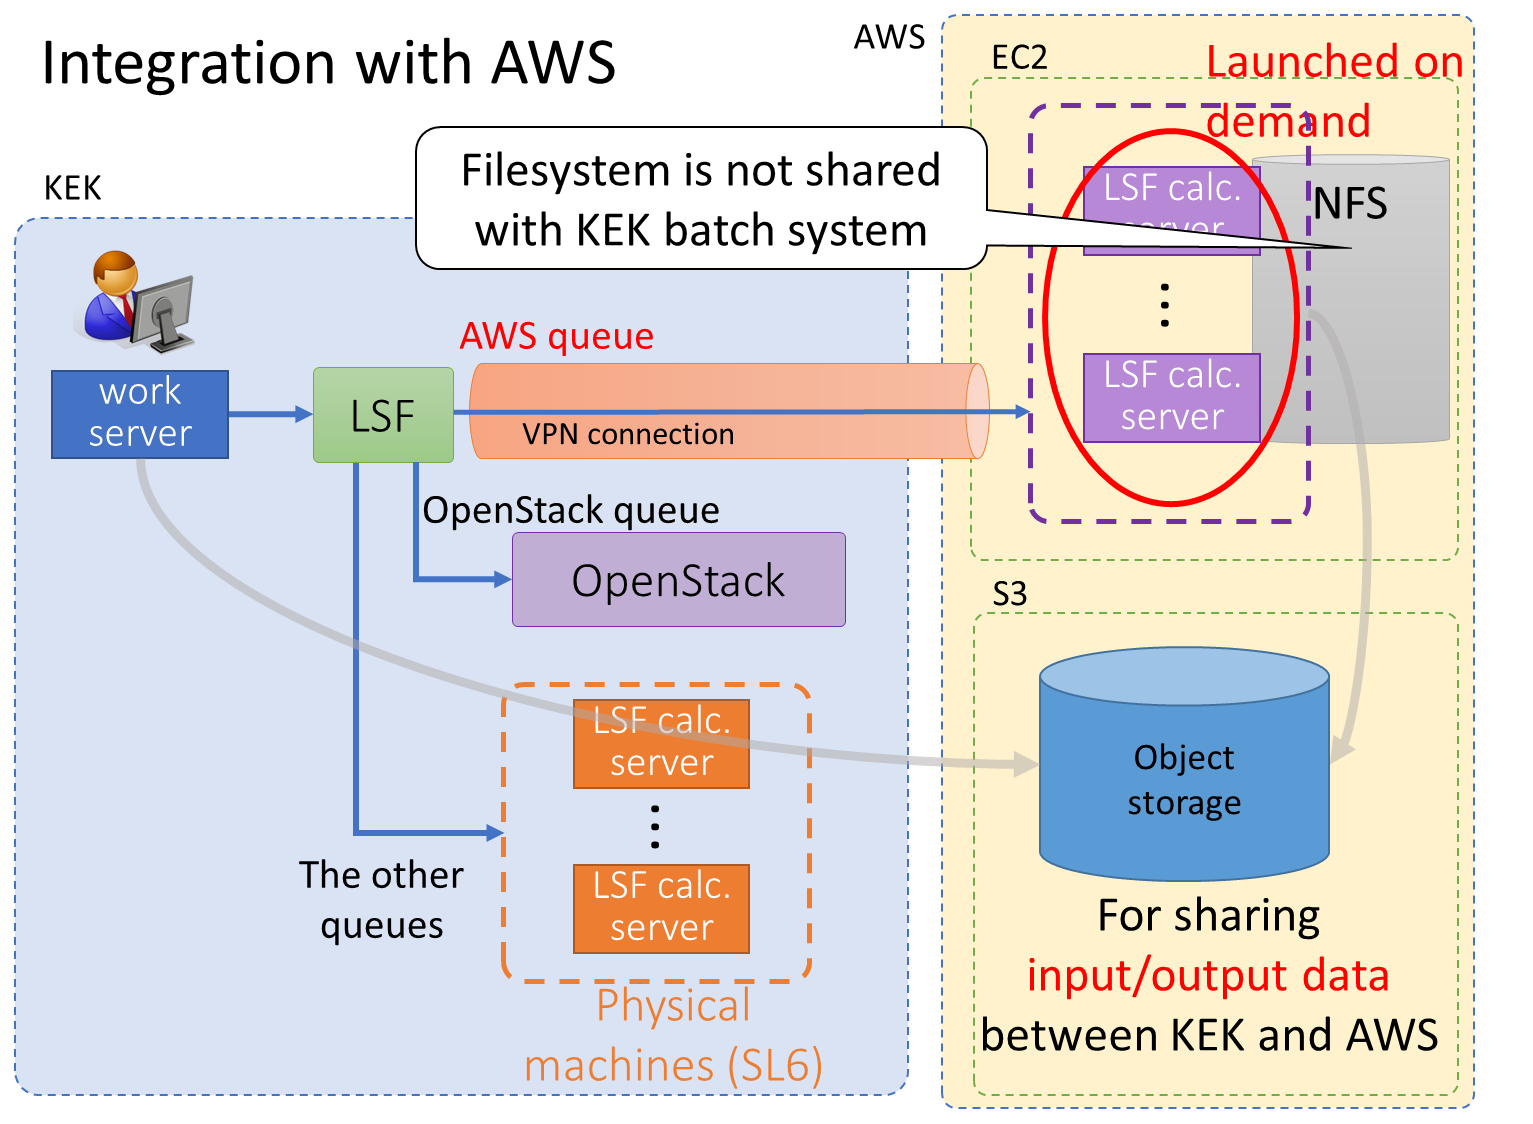 Integration with AWS
AWS
EC2
Launched on
demand
KEK
Filesystem is not shared
with KEK batch system
LSF calc.
server
NFS
⋮
LSF calc.
server
AWS queue
VPN connection
work
server
LSF
OpenStack queue
OpenStack
S3
LSF calc.
server
⋮
LSF calc.
server
The other
queues
Physical
machines (SL6)
Object
storage
For sharing
input/output data
between KEK and AWS